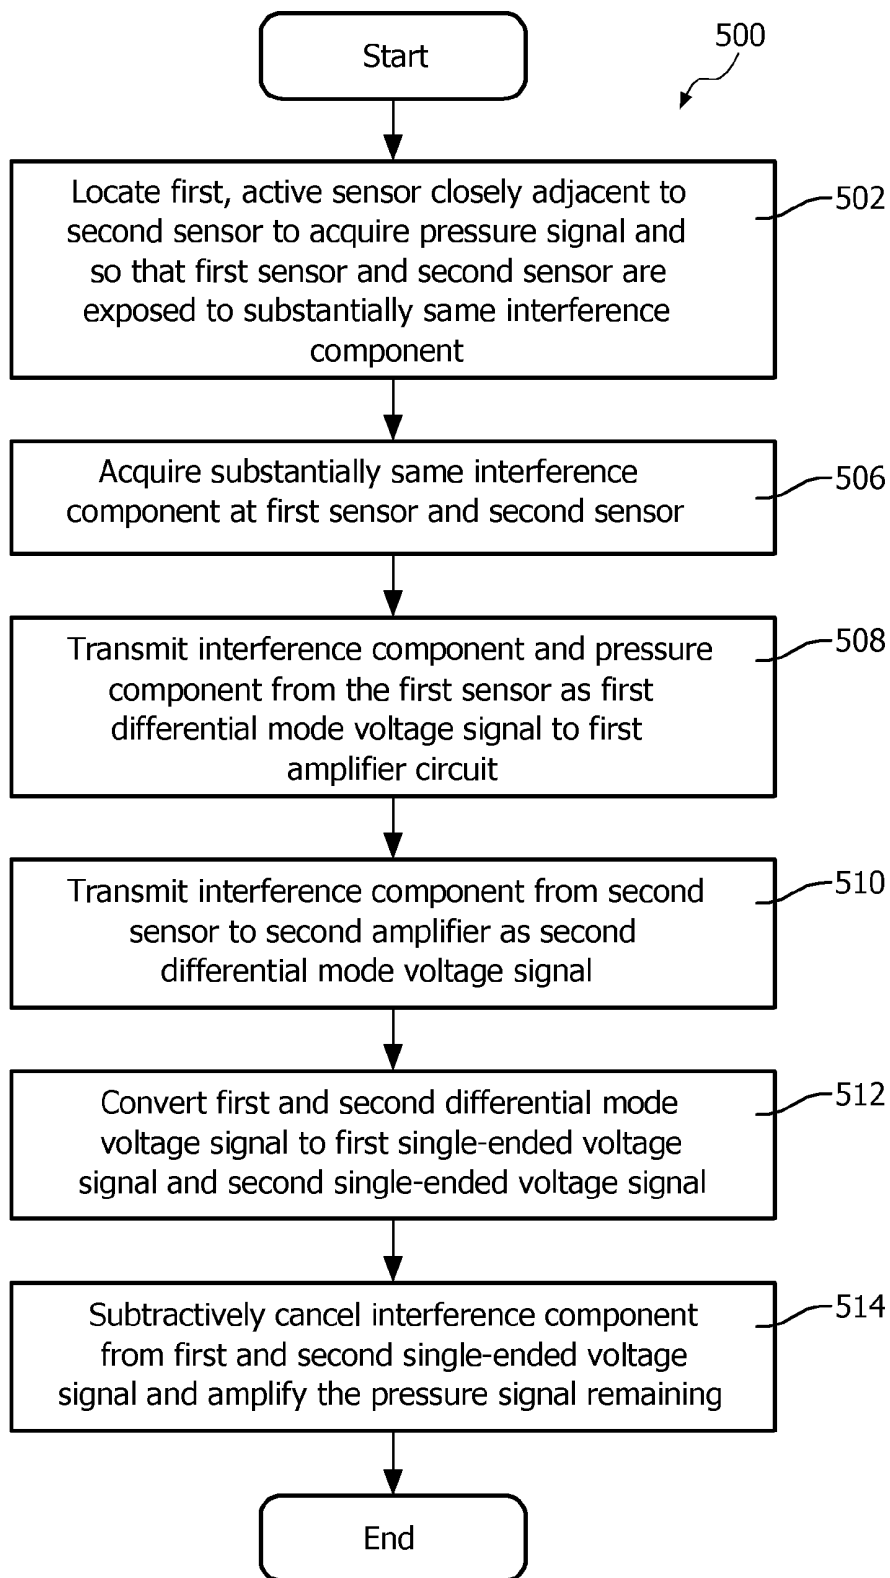 Start
500
Locate first, active sensor closely adjacent to
second sensor to acquire pressure signal and
so that first sensor and second sensor are
exposed to substantially same interference
component
502
Acquire substantially same interference
component at first sensor and second sensor
506
Transmit interference component and pressure
component from the first sensor as first
differential mode voltage signal to first
amplifier circuit
508
Transmit interference component from second
sensor to second amplifier as second
differential mode voltage signal
510
Convert first and second differential mode
voltage signal to first single-ended voltage
signal and second single-ended voltage signal
512
Subtractively cancel interference component
from first and second single-ended voltage
signal and amplify the pressure signal remaining
514
End